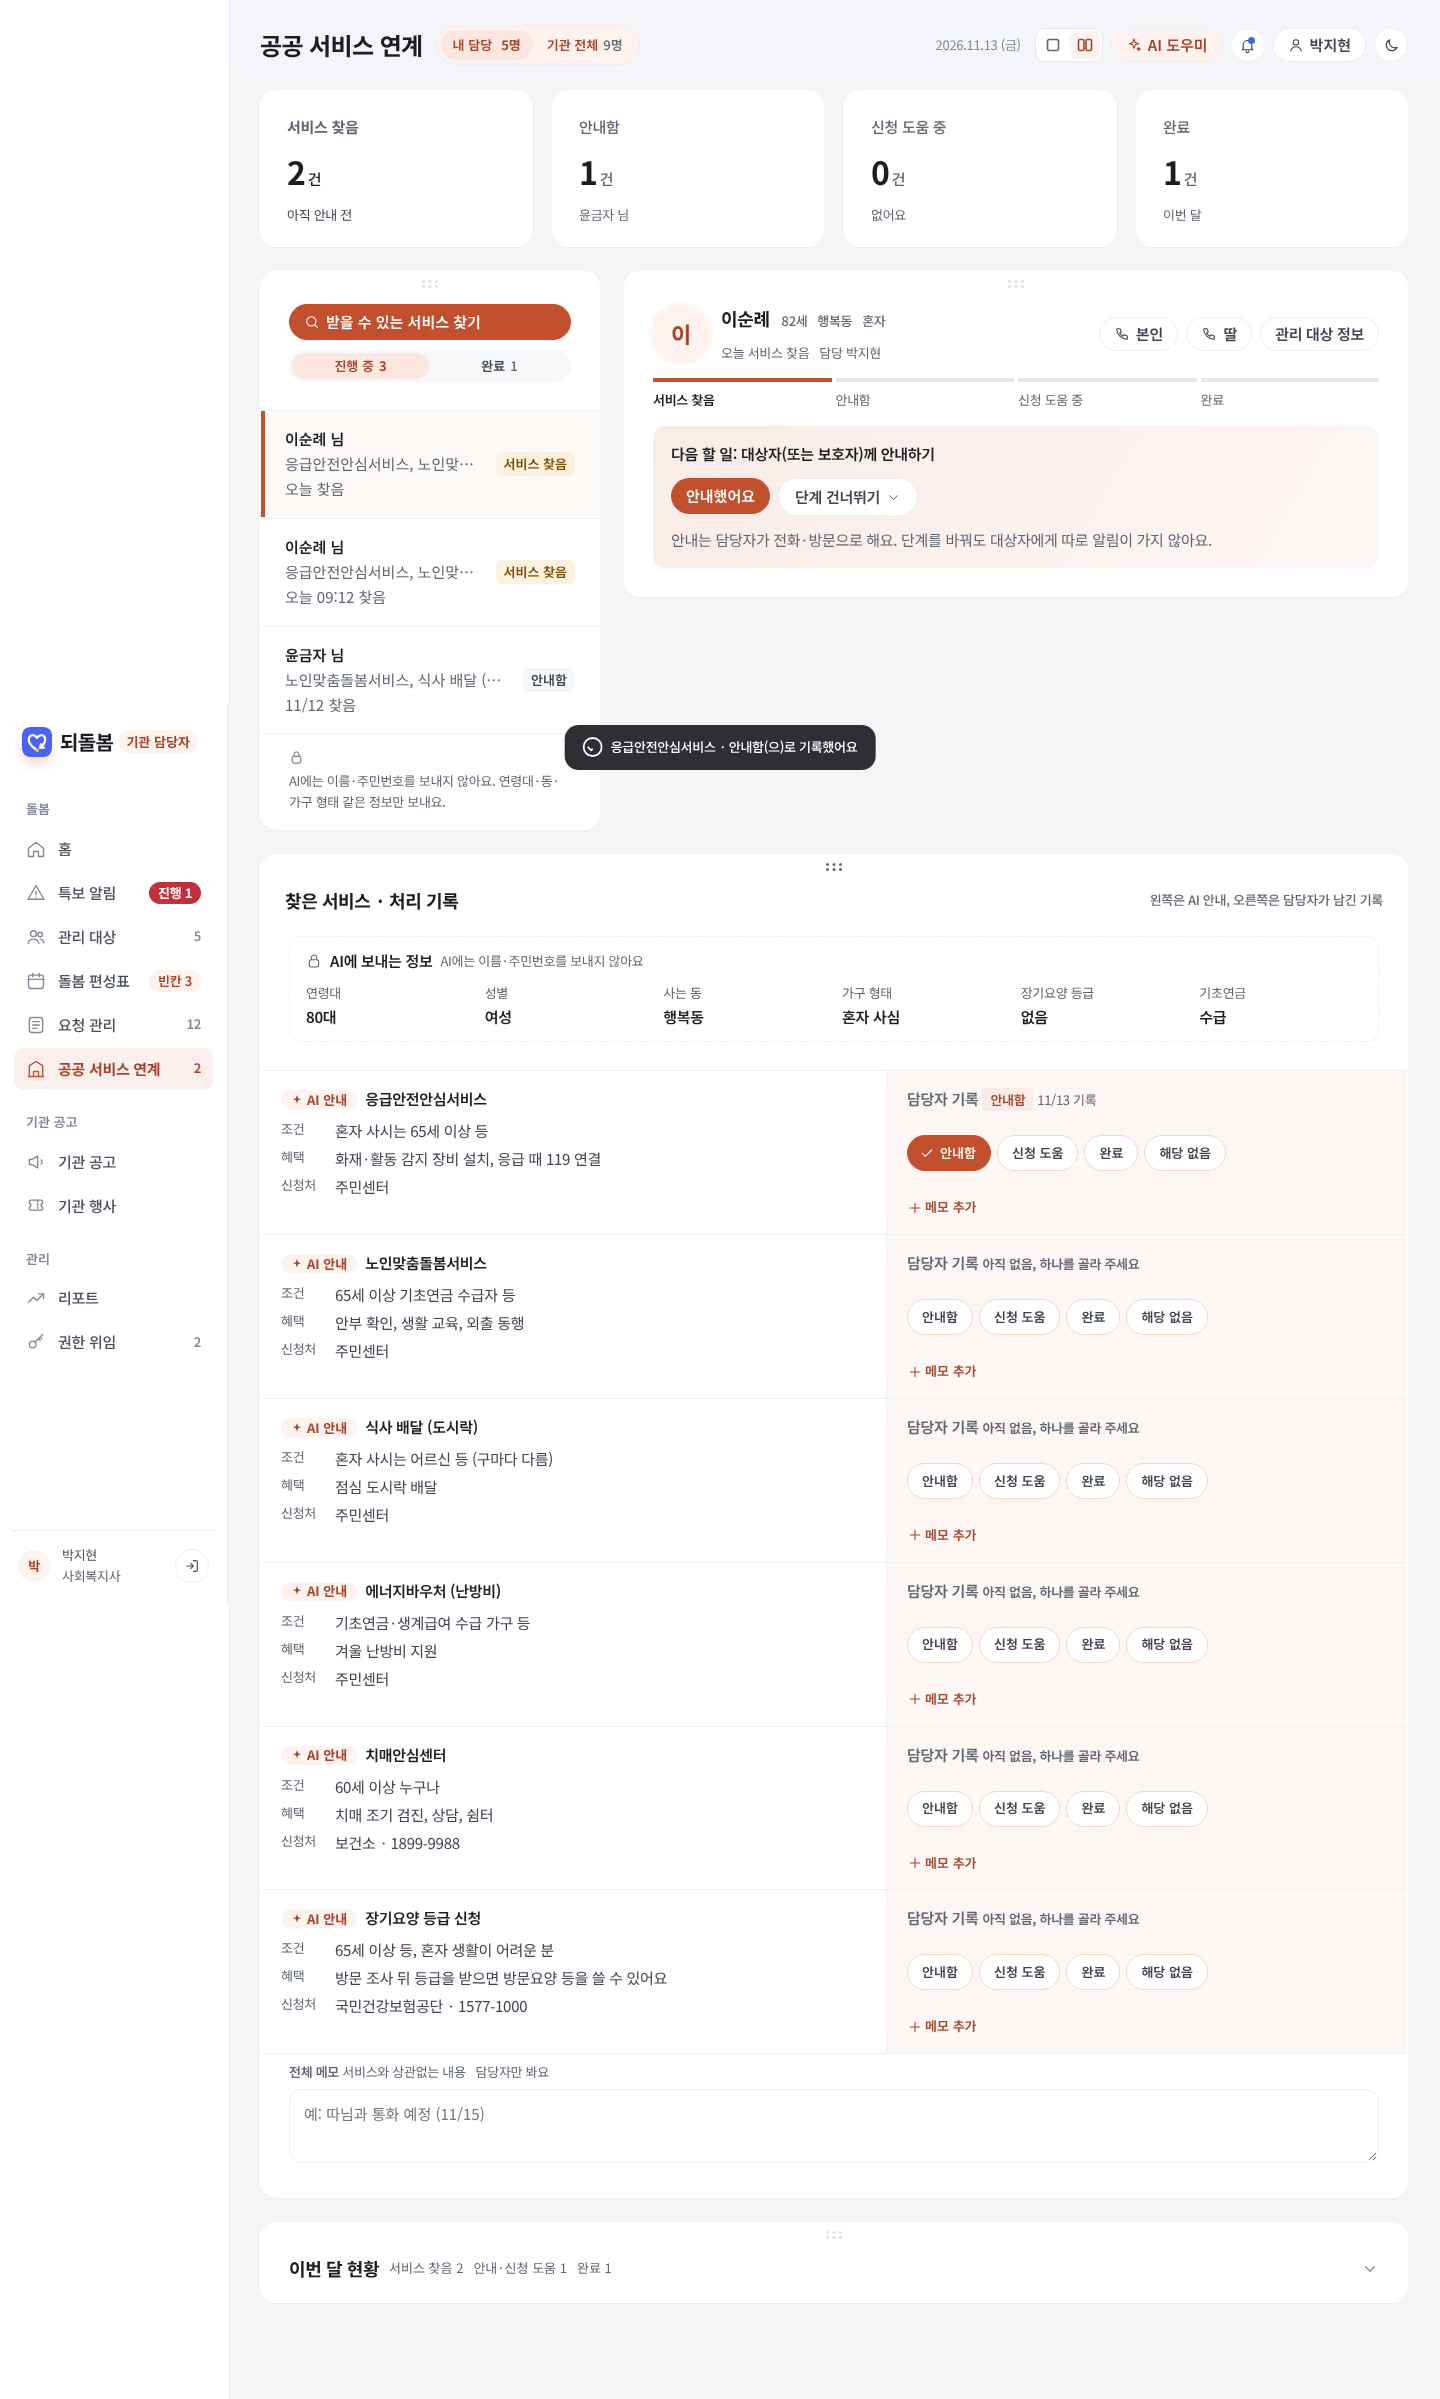 공공 서비스 연계
내 담당 5명 기관 전체 9명
2026.11.13 (금)
AI 도우미
박지현
서비스 찾음
2건
아직 안내 전
안내함
1건
윤금자 님
신청 도움 중
0건
없어요
완료
1건
이번 달
받을 수 있는 서비스 찾기
진행 중 3 완료 1
이순례 님
응급안전안심서비스, 노인맞…
서비스 찾음
오늘 찾음
이순례 님
응급안전안심서비스, 노인맞…
서비스 찾음
오늘 09:12 찾음
윤금자 님
노인맞춤돌봄서비스, 식사 배달 (…
안내함
11/12 찾음
AI에는 이름·주민번호를 보내지 않아요. 연령대·동·
가구 형태 같은 정보만 보내요.
이
이순례 82세 행복동 혼자
오늘 서비스 찾음 담당 박지현
본인
딸
관리 대상 정보
서비스 찾음 안내함 신청 도움 중 완료
다음 할 일: 대상자(또는 보호자)께 안내하기
안내했어요 단계 건너뛰기
안내는 담당자가 전화·방문으로 해요. 단계를 바꿔도 대상자에게 따로 알림이 가지 않아요.
응급안전안심서비스 · 안내함(으)로 기록했어요
되돌봄 기관 담당자
돌봄
홈
특보 알림 진행 1
관리 대상 5
돌봄 편성표 빈칸 3
요청 관리 12
공공 서비스 연계 2
기관 공고
기관 공고
기관 행사
관리
리포트
권한 위임 2
박
박지현
사회복지사
찾은 서비스 · 처리 기록
왼쪽은 AI 안내, 오른쪽은 담당자가 남긴 기록
AI에 보내는 정보 AI에는 이름·주민번호를 보내지 않아요
연령대 성별 사는 동 가구 형태 장기요양 등급 기초연금
80대 여성 행복동 혼자 사심 없음 수급
AI 안내 응급안전안심서비스
조건 혼자 사시는 65세 이상 등
혜택 화재·활동 감지 장비 설치, 응급 때 119 연결
신청처 주민센터
담당자 기록 안내함 11/13 기록
안내함 신청 도움 완료 해당 없음
메모 추가
AI 안내 노인맞춤돌봄서비스
조건 65세 이상 기초연금 수급자 등
혜택 안부 확인, 생활 교육, 외출 동행
신청처 주민센터
담당자 기록 아직 없음, 하나를 골라 주세요
안내함 신청 도움 완료 해당 없음
메모 추가
AI 안내 식사 배달 (도시락)
조건 혼자 사시는 어르신 등 (구마다 다름)
혜택 점심 도시락 배달
신청처 주민센터
담당자 기록 아직 없음, 하나를 골라 주세요
안내함 신청 도움 완료 해당 없음
메모 추가
AI 안내 에너지바우처 (난방비)
조건 기초연금·생계급여 수급 가구 등
혜택 겨울 난방비 지원
신청처 주민센터
담당자 기록 아직 없음, 하나를 골라 주세요
안내함 신청 도움 완료 해당 없음
메모 추가
AI 안내 치매안심센터
조건 60세 이상 누구나
혜택 치매 조기 검진, 상담, 쉼터
신청처 보건소 · 1899-9988
담당자 기록 아직 없음, 하나를 골라 주세요
안내함 신청 도움 완료 해당 없음
메모 추가
AI 안내 장기요양 등급 신청
조건 65세 이상 등, 혼자 생활이 어려운 분
혜택 방문 조사 뒤 등급을 받으면 방문요양 등을 쓸 수 있어요
신청처 국민건강보험공단 · 1577-1000
담당자 기록 아직 없음, 하나를 골라 주세요
안내함 신청 도움 완료 해당 없음
메모 추가
전체 메모 서비스와 상관없는 내용 담당자만 봐요
예: 따님과 통화 예정 (11/15)
이번 달 현황 서비스 찾음 2 안내·신청 도움 1 완료 1